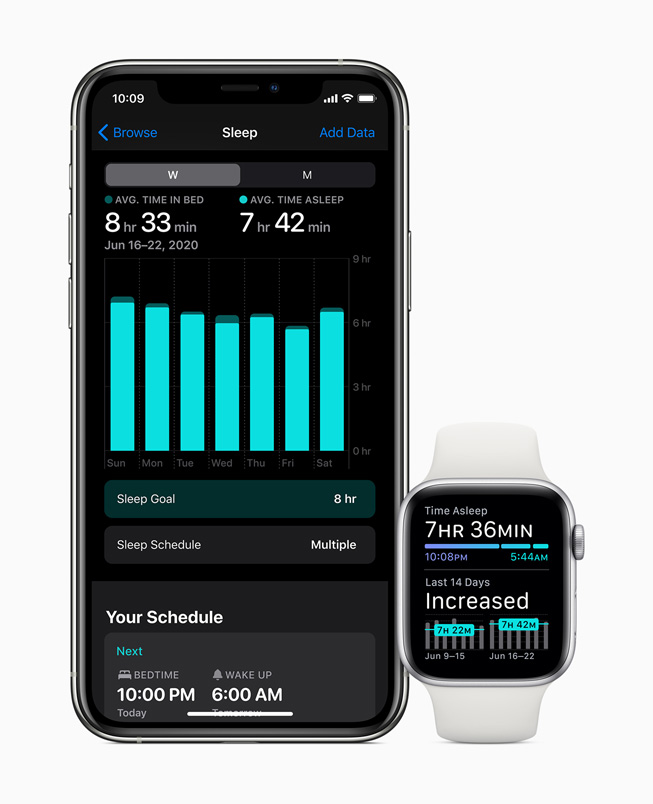 10:09
Browse Sleep Add Data
W M
AVG. TIME IN BED AVG. TIME ASLEEP
8 hr 33 min 7 hr 42 min
Jun 16–22, 2020
9 hr
6 hr
3 hr
0 hr
Sun Mon Tue Wed Thu Fri Sat
Sleep Goal 8 hr
Sleep Schedule Multiple
Your Schedule
Next
BEDTIME WAKE UP
10:00 PM 6:00 AM
Today Tomorrow
Time Asleep
7HR 36MIN
10:08PM 5:44AM
Last 14 Days
Increased
7H 22M 7H 42M
Jun 9–15 Jun 16–22